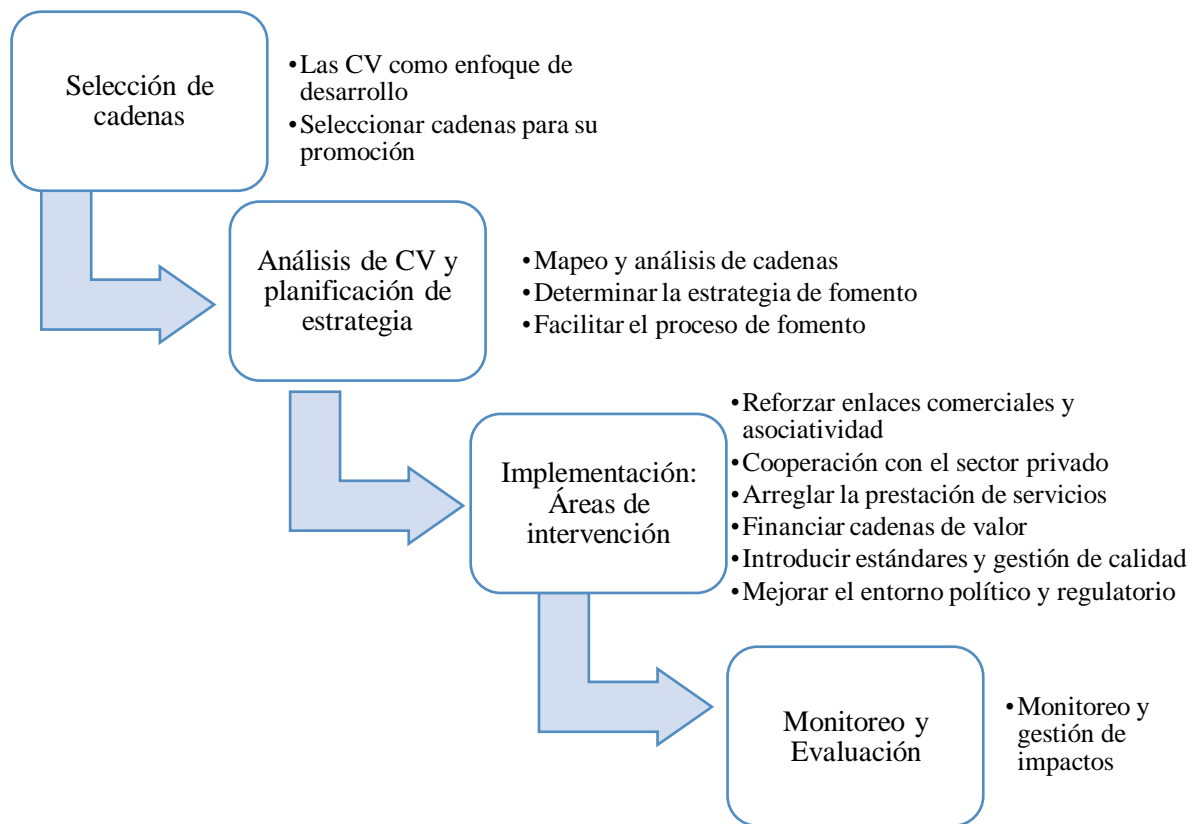 Selección de
cadenas
•Las CV como enfoque de
desarrollo
•Seleccionar cadenas para su
promoción
Análisis de CV y
planificación de
estrategia
•Mapeo y análisis de cadenas
•Determinar la estrategia de fomento
•Facilitar el proceso de fomento
Implementación:
Áreas de
intervención
•Reforzar enlaces comerciales y
asociatividad
•Cooperación con el sector privado
•Arreglar la prestación de servicios
•Financiar cadenas de valor
•Introducir estándares y gestión de calidad
•Mejorar el entorno político y regulatorio
Monitoreo y
Evaluación
•Monitoreo y
gestión de
impactos